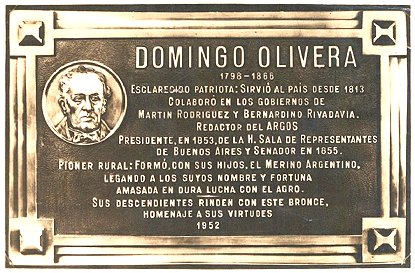 DOMINGO OLIVERA
1798-1866
ESCLARECIDO PATRIOTA: SIRVIÓ AL PAÍS DESDE 1813
COLABORÓ EN LOS GOBIERNOS DE
MARTIN RODRIGUEZ Y BERNARDINO RIVADAVIA.
REDACTOR DEL ARGOS
PRESIDENTE, EN 1853, DE LA H. SALA DE REPRESENTANTES
DE BUENOS AIRES Y SENADOR EN 1855.
PIONER RURAL: FORMÓ, CON SUS HIJOS, EL MERINO ARGENTINO,
LEGANDO A LOS SUYOS NOMBRE Y FORTUNA
AMASADA EN DURA LUCHA CON EL AGRO.
SUS DESCENDIENTES RINDEN CON ESTE BRONCE,
HOMENAJE A SUS VIRTUDES
1952